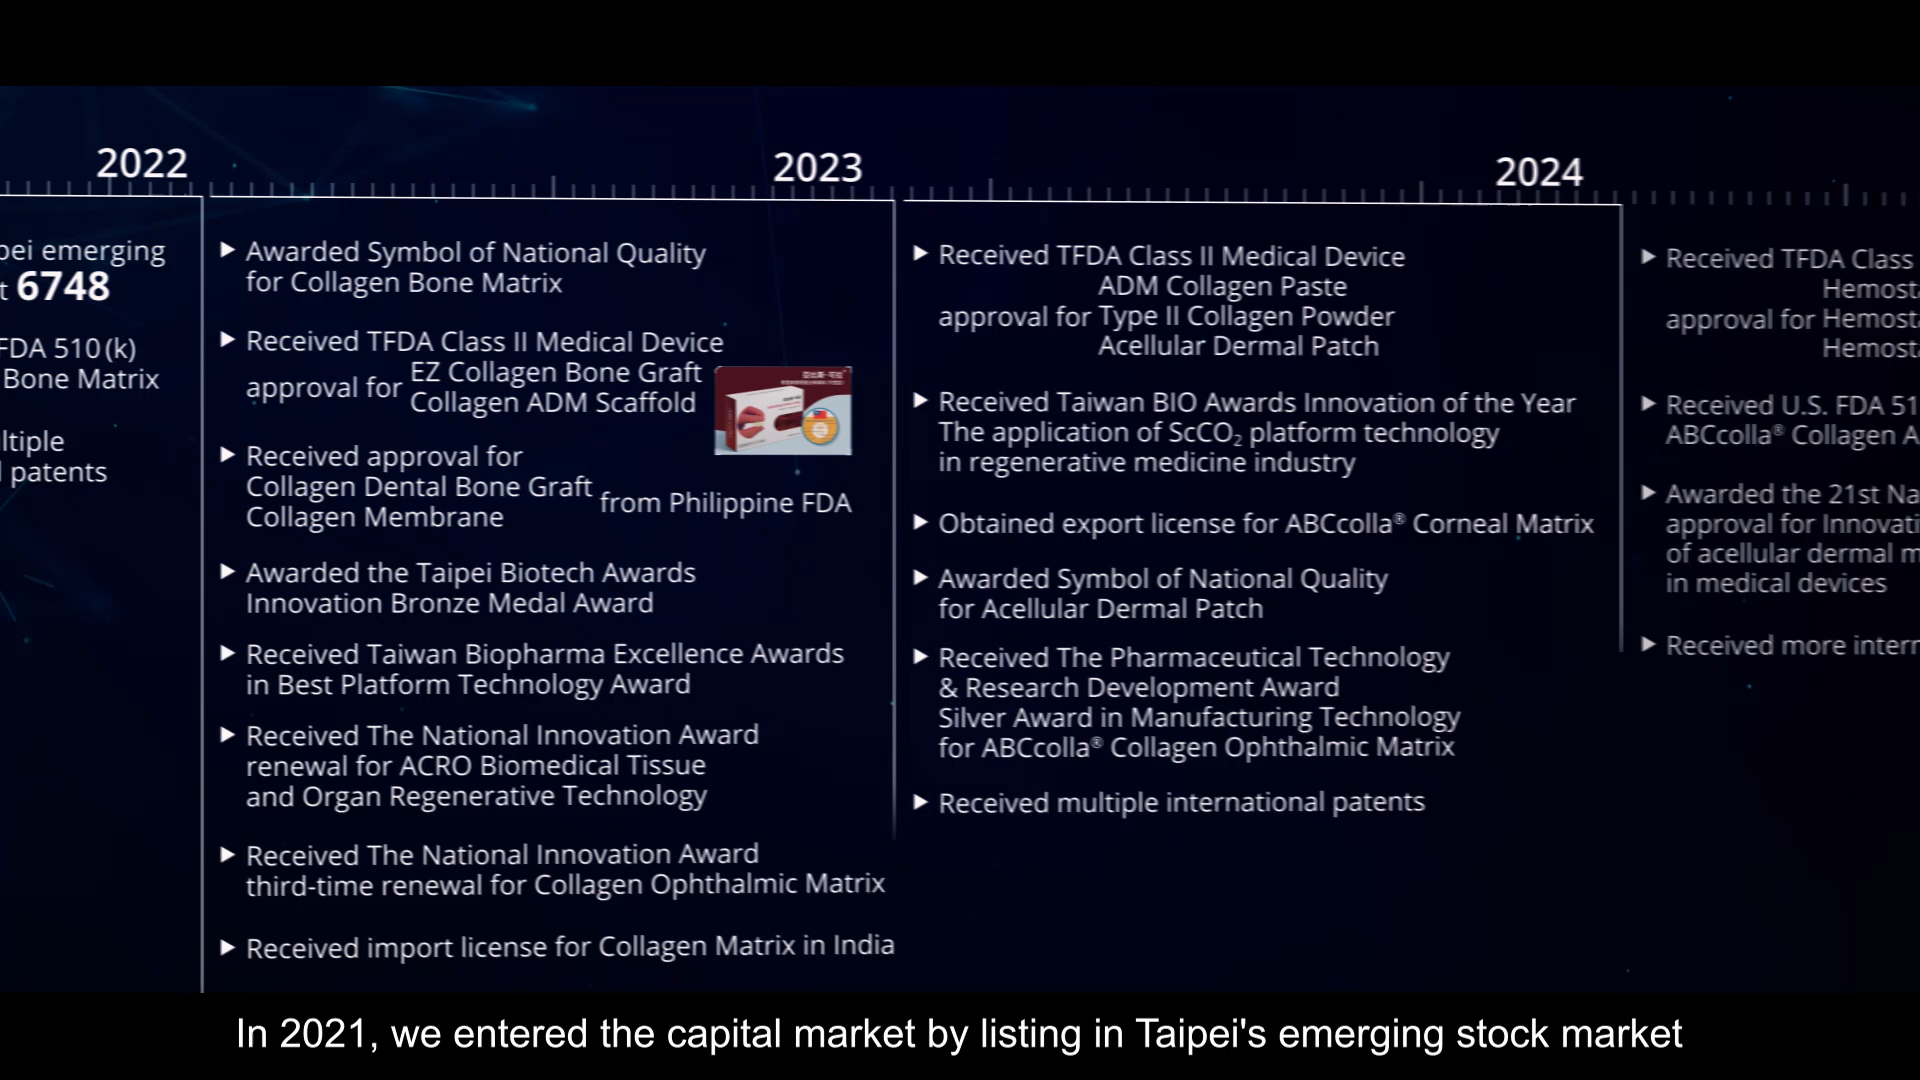 2022
2023
2024
pei emerging
t 6748
FDA 510(k)
Bone Matrix
ltiple
patents
▶ Awarded Symbol of National Quality
for Collagen Bone Matrix
▶ Received TFDA Class II Medical Device
approval for
EZ Collagen Bone Graft
Collagen ADM Scaffold
▶ Received approval for
Collagen Dental Bone Graft
Collagen Membrane
from Philippine FDA
▶ Awarded the Taipei Biotech Awards
Innovation Bronze Medal Award
▶ Received Taiwan Biopharma Excellence Awards
in Best Platform Technology Award
▶ Received The National Innovation Award
renewal for ACRO Biomedical Tissue
and Organ Regenerative Technology
▶ Received The National Innovation Award
third-time renewal for Collagen Ophthalmic Matrix
▶ Received import license for Collagen Matrix in India
▶ Received TFDA Class II Medical Device
approval for
ADM Collagen Paste
Type II Collagen Powder
Acellular Dermal Patch
▶ Received Taiwan BIO Awards Innovation of the Year
The application of ScCO₂ platform technology
in regenerative medicine industry
▶ Obtained export license for ABCcolla® Corneal Matrix
▶ Awarded Symbol of National Quality
for Acellular Dermal Patch
▶ Received The Pharmaceutical Technology
& Research Development Award
Silver Award in Manufacturing Technology
for ABCcolla® Collagen Ophthalmic Matrix
▶ Received multiple international patents
▶ Received TFDA Class
approval for
Hemosta
Hemosta
Hemosta
▶ Received U.S. FDA 51
ABCcolla® Collagen A
▶ Awarded the 21st Na
approval for Innovati
of acellular dermal m
in medical devices
▶ Received more intern
In 2021, we entered the capital market by listing in Taipei's emerging stock market